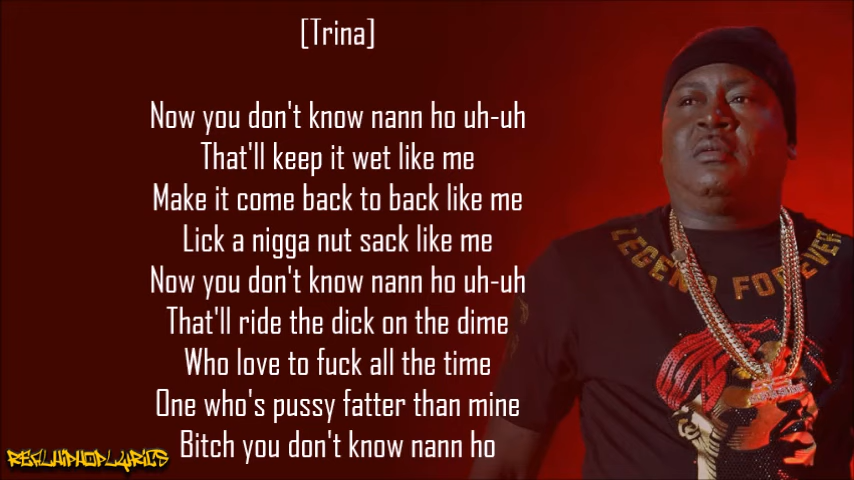 [Trina]
Now you don't know nann ho uh-uh
That'll keep it wet like me
Make it come back to back like me
Lick a nigga nut sack like me
Now you don't know nann ho uh-uh
That'll ride the dick on the dime
Who love to fuck all the time
One who's pussy fatter than mine
Bitch you don't know nann ho
REALHIPHOPLYRICS
LEGEND FOREVER